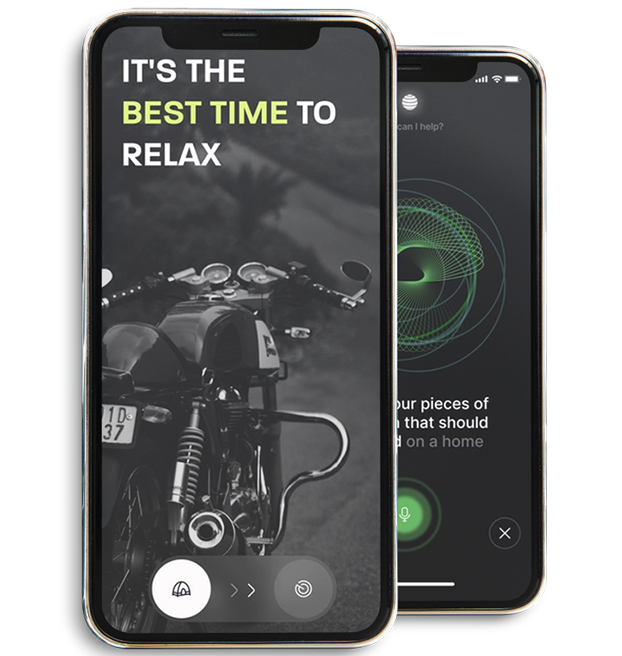 IT'S THE
BEST TIME TO
RELAX
1D
37
can I help?
our pieces of
that should
on a home